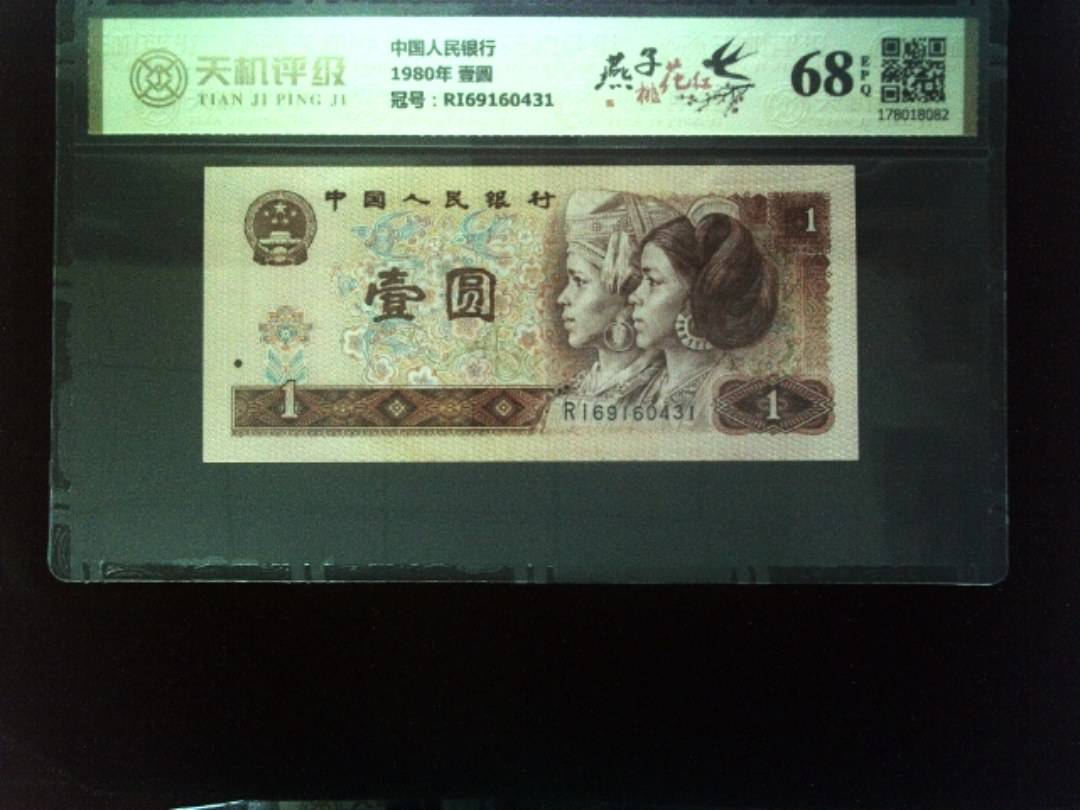 天机评级
TIAN JI PING JI
中国人民银行
1980年 壹圆
冠号：RI69160431
燕子
桃花红
68 EPQ
178018082
中国人民银行
1
壹圆
1
RI69160431
1